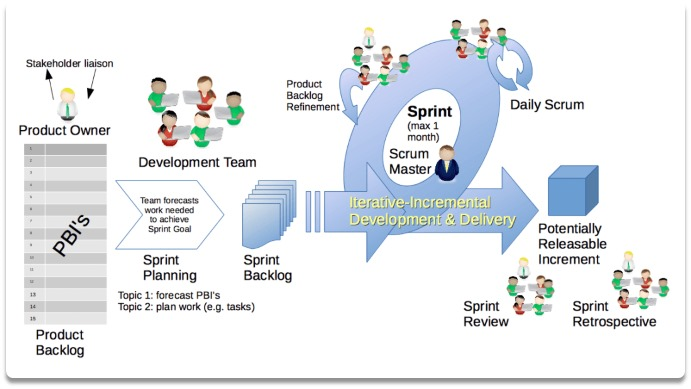 Stakeholder liaison
Product Owner
1
2
3
4
5
6
7
8
9
10
11
12
13
14
15
PBI's
Product
Backlog
Development Team
Team forecasts
work needed
to achieve
Sprint Goal
Sprint
Planning
Topic 1: forecast PBI's
Topic 2: plan work (e.g. tasks)
Sprint
Backlog
Product
Backlog
Refinement
Sprint
(max 1
month)
Scrum
Master
Daily Scrum
Iterative-Incremental
Development & Delivery
Potentially
Releasable
Increment
Sprint
Review
Sprint
Retrospective